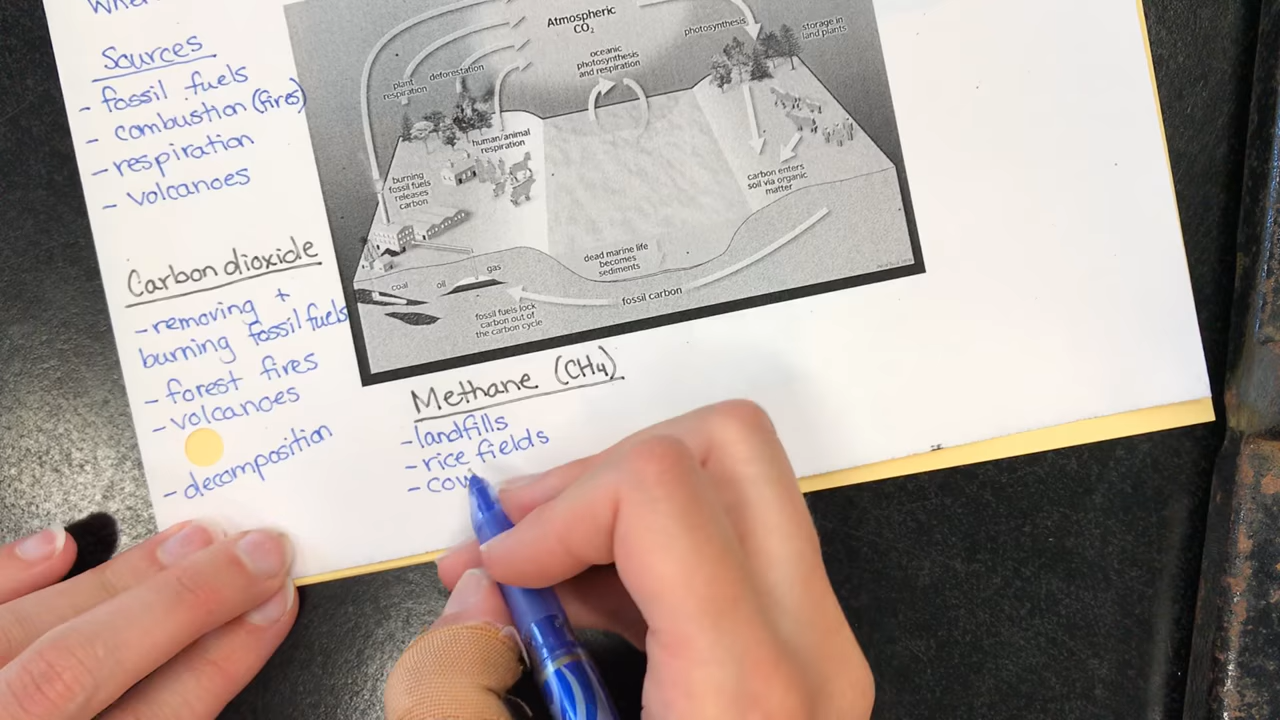 Sources
- fossil fuels
- combustion (fires)
- respiration
- volcanoes
Carbon dioxide
- removing +
burning fossil fuels
- forest fires
- volcanoes
- decomposition
Methane (CH4)
- landfills
- rice fields
Atmospheric
CO₂
photosynthesis
storage in
land plants
oceanic
photosynthesis
and respiration
deforestation
plant
respiration
human/animal
respiration
burning
fossil fuels
releases
carbon
carbon enters
soil via organic
matter
dead marine life
becomes
sediments
gas
coal
oil
fossil carbon
fossil fuels lock
carbon out of
the carbon cycle